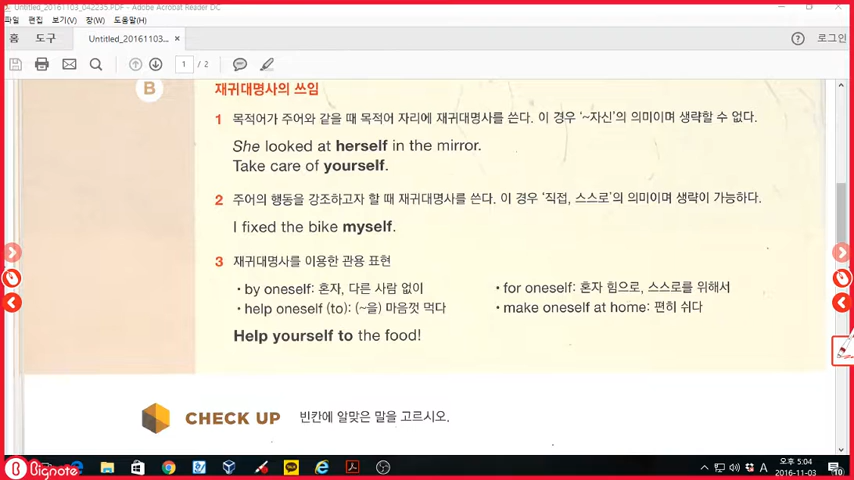 Untitled_20161103_042235.PDF - Adobe Acrobat Reader DC
파일 편집 보기(V) 창(W) 도움말(H)
홈 도구 Untitled_20161103... × ? 로그인
1 / 2
B 재귀대명사의 쓰임
1 목적어가 주어와 같을 때 목적어 자리에 재귀대명사를 쓴다. 이 경우 '~자신'의 의미이며 생략할 수 없다.
She looked at herself in the mirror.
Take care of yourself.
2 주어의 행동을 강조하고자 할 때 재귀대명사를 쓴다. 이 경우 '직접, 스스로'의 의미이며 생략이 가능하다.
I fixed the bike myself.
3 재귀대명사를 이용한 관용 표현
• by oneself: 혼자, 다른 사람 없이 • for oneself: 혼자 힘으로, 스스로를 위해서
• help oneself (to): (~을) 마음껏 먹다 • make oneself at home: 편히 쉬다
Help yourself to the food!
CHECK UP 빈칸에 알맞은 말을 고르시오.
Bignote A 오후 5:04
2016-11-03